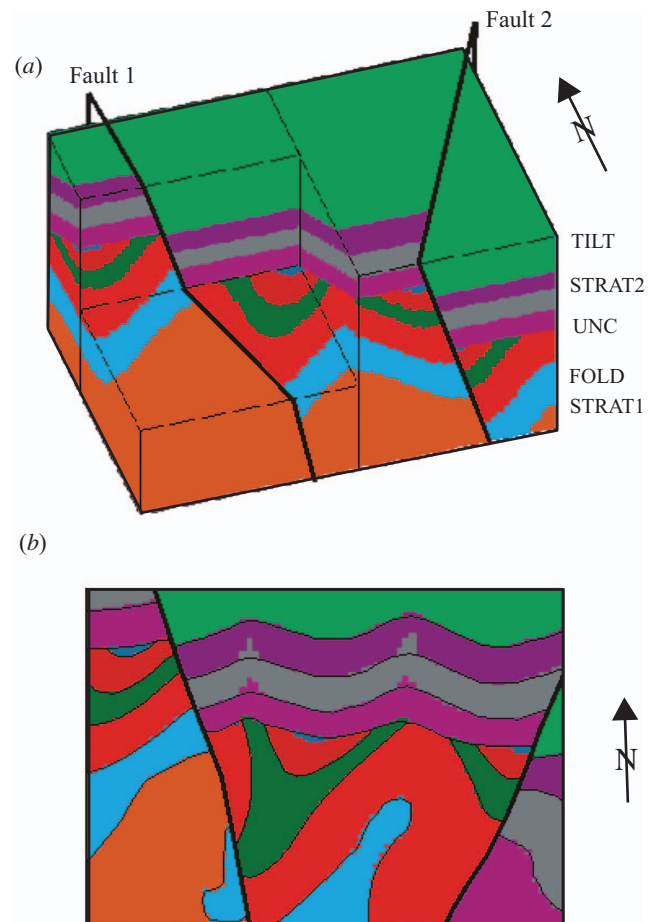 (a)
Fault 1
Fault 2
N
TILT
STRAT2
UNC
FOLD
STRAT1
(b)
N